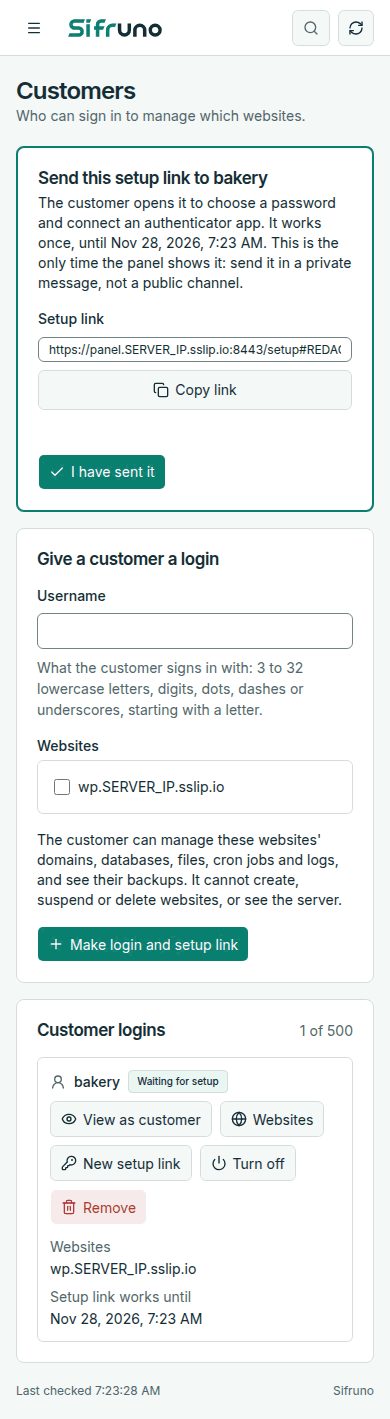 Sifruno
Customers
Who can sign in to manage which websites.
Send this setup link to bakery
The customer opens it to choose a password
and connect an authenticator app. It works
once, until Nov 28, 2026, 7:23 AM. This is the
only time the panel shows it: send it in a private
message, not a public channel.
Setup link
https://panel.SERVER_IP.sslip.io:8443/setup#REDA
Copy link
I have sent it
Give a customer a login
Username
What the customer signs in with: 3 to 32
lowercase letters, digits, dots, dashes or
underscores, starting with a letter.
Websites
wp.SERVER_IP.sslip.io
The customer can manage these websites'
domains, databases, files, cron jobs and logs,
and see their backups. It cannot create,
suspend or delete websites, or see the server.
Make login and setup link
Customer logins 1 of 500
bakery Waiting for setup
View as customer Websites
New setup link Turn off
Remove
Websites
wp.SERVER_IP.sslip.io
Setup link works until
Nov 28, 2026, 7:23 AM
Last checked 7:23:28 AM Sifruno